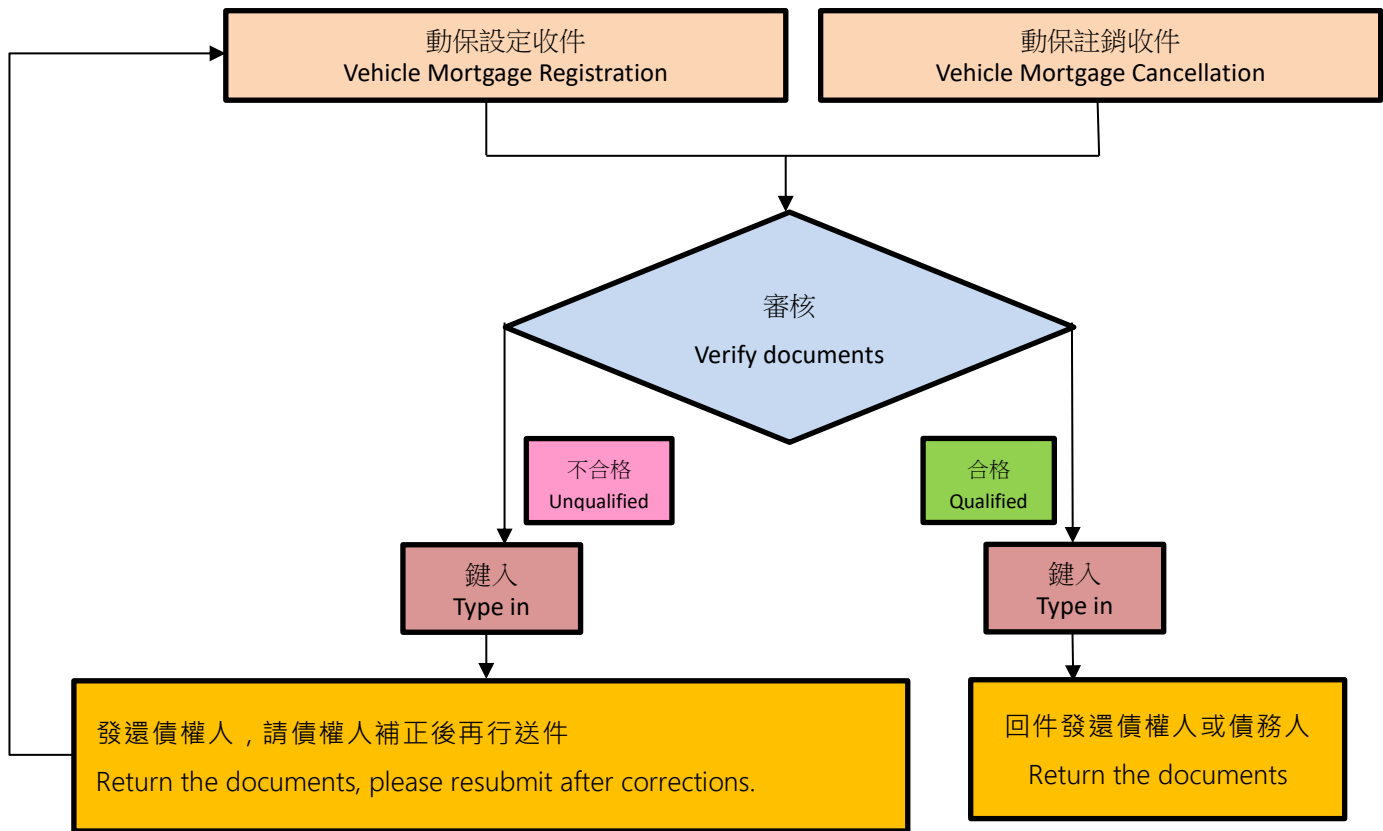 動保設定收件
Vehicle Mortgage Registration
動保註銷收件
Vehicle Mortgage Cancellation
審核
Verify documents
不合格
Unqualified
合格
Qualified
鍵入
Type in
鍵入
Type in
發還債權人，請債權人補正後再行送件
Return the documents, please resubmit after corrections.
回件發還債權人或債務人
Return the documents